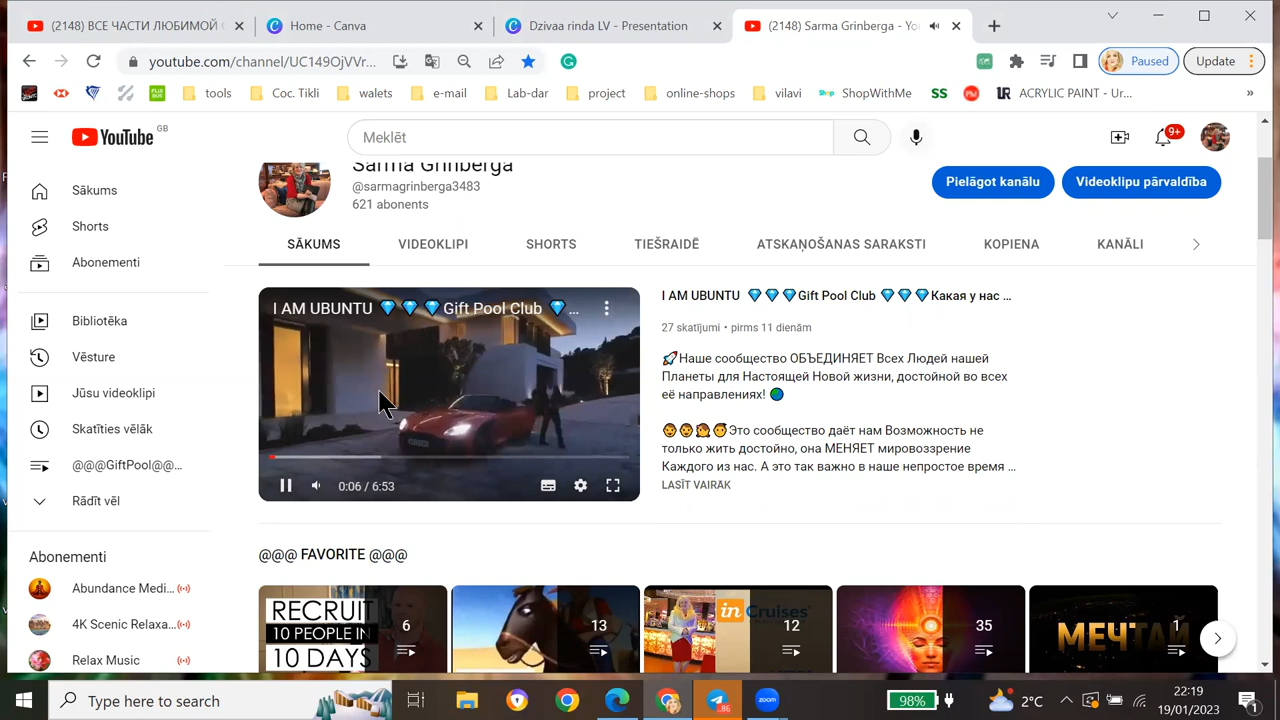 (2148) ВСЕ ЧАСТИ ЛЮБИМОЙ
Home - Canva
Dzivaa rinda LV - Presentation
(2148) Sarma Grinberga - Yo
youtube.com/channel/UC149OjVVr...
Paused
Update
tools
Coc. Tikli
walets
e-mail
Lab-dar
project
online-shops
vilavi
ShopWithMe
SS
PM
ACRYLIC PAINT - Ur...
YouTube GB
Meklēt
9+
Sarma Grinberga
@sarmagrinberga3483
621 abonents
Pielāgot kanālu
Videoklipu pārvaldība
Sākums
Shorts
Abonementi
Bibliotēka
Vēsture
Jūsu videoklipi
Skatīties vēlāk
@@@GiftPool@@...
Rādīt vēl
Abonementi
Abundance Medi...
4K Scenic Relaxa...
Relax Music
SĀKUMS
VIDEOKLIPI
SHORTS
TIEŠRAIDĒ
ATSKAŅOŠANAS SARAKSTI
KOPIENA
KANĀLI
I AM UBUNTU 💎💎💎Gift Pool Club 💎...
0:06 / 6:53
I AM UBUNTU 💎💎💎Gift Pool Club 💎💎💎Какая у нас ...
27 skatījumi • pirms 11 dienām
🚀Наше сообщество ОБЪЕДИНЯЕТ Всех Людей нашей
Планеты для Настоящей Новой жизни, достойной во всех
её направлениях! 🌍
Это сообщество даёт нам Возможность не
только жить достойно, она МЕНЯЕТ мировоззрение
Каждого из нас. А это так важно в наше непростое время ...
LASĪT VAIRĀK
@@@ FAVORITE @@@
RECRUIT
10 PEOPLE IN
10 DAYS
6
13
inCruises
12
35
МЕЧТАЙ
1
Type here to search
86
zoom
98%
2°C
22:19
19/01/2023
1